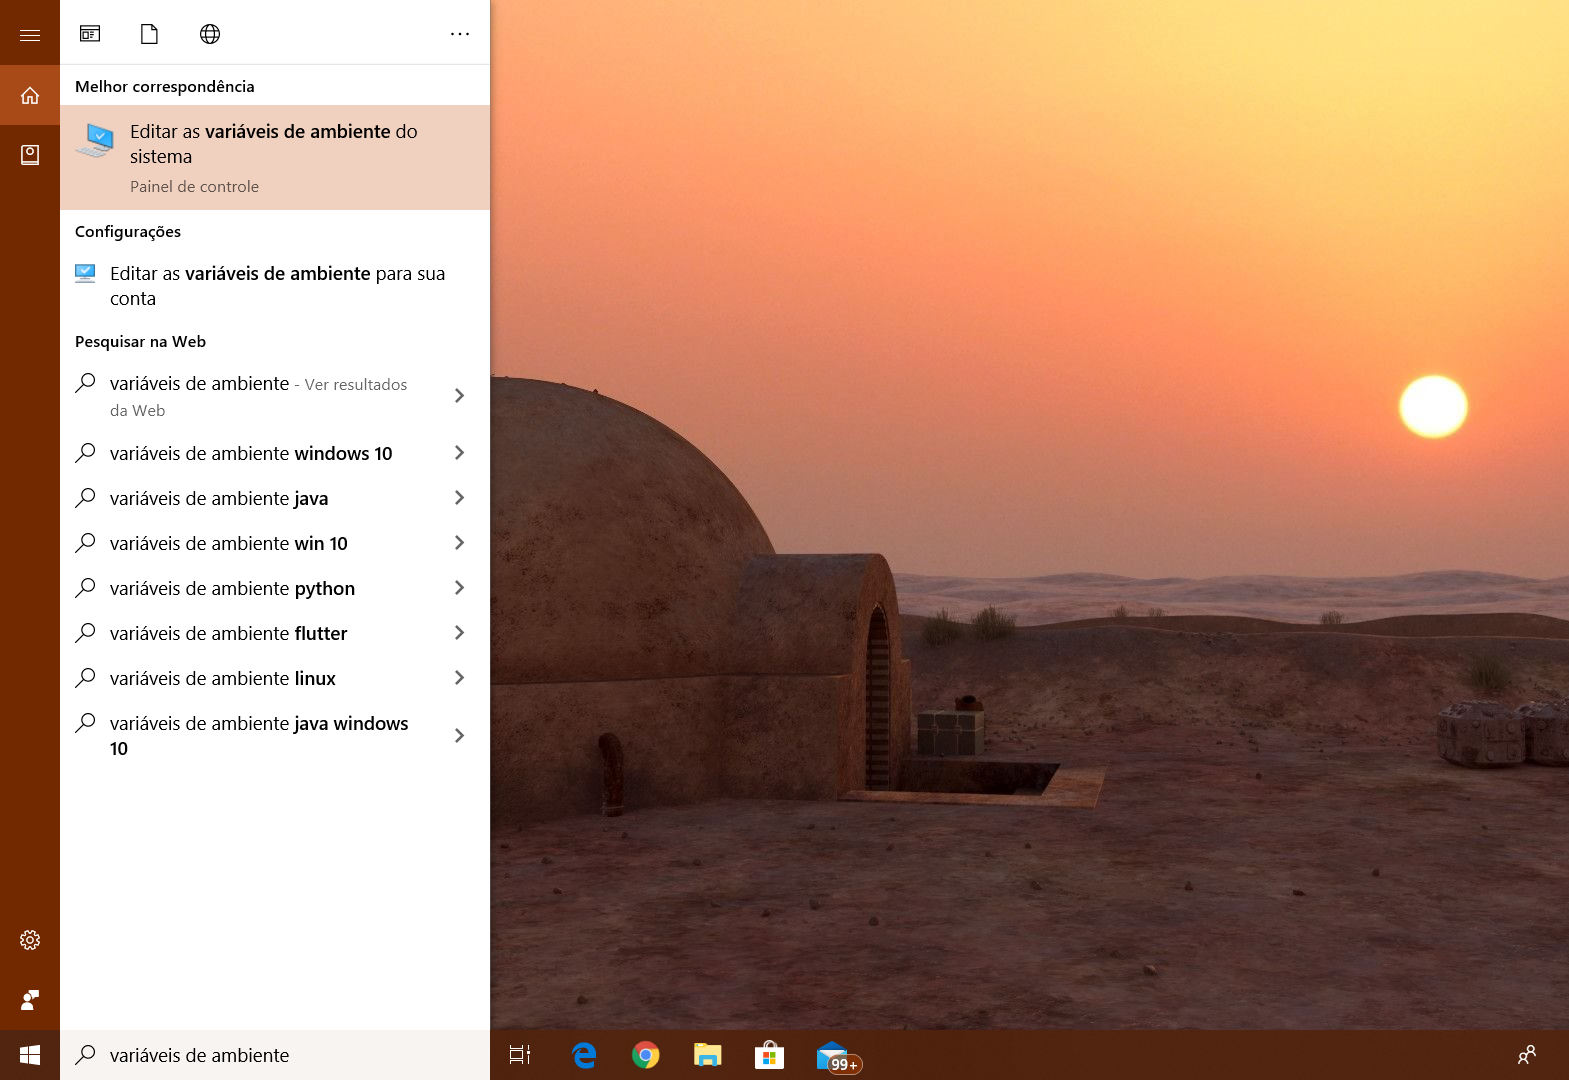 Melhor correspondência
Editar as variáveis de ambiente do
sistema
Painel de controle
Configurações
Editar as variáveis de ambiente para sua
conta
Pesquisar na Web
variáveis de ambiente - Ver resultados
da Web
variáveis de ambiente windows 10
variáveis de ambiente java
variáveis de ambiente win 10
variáveis de ambiente python
variáveis de ambiente flutter
variáveis de ambiente linux
variáveis de ambiente java windows
10
variáveis de ambiente
99+